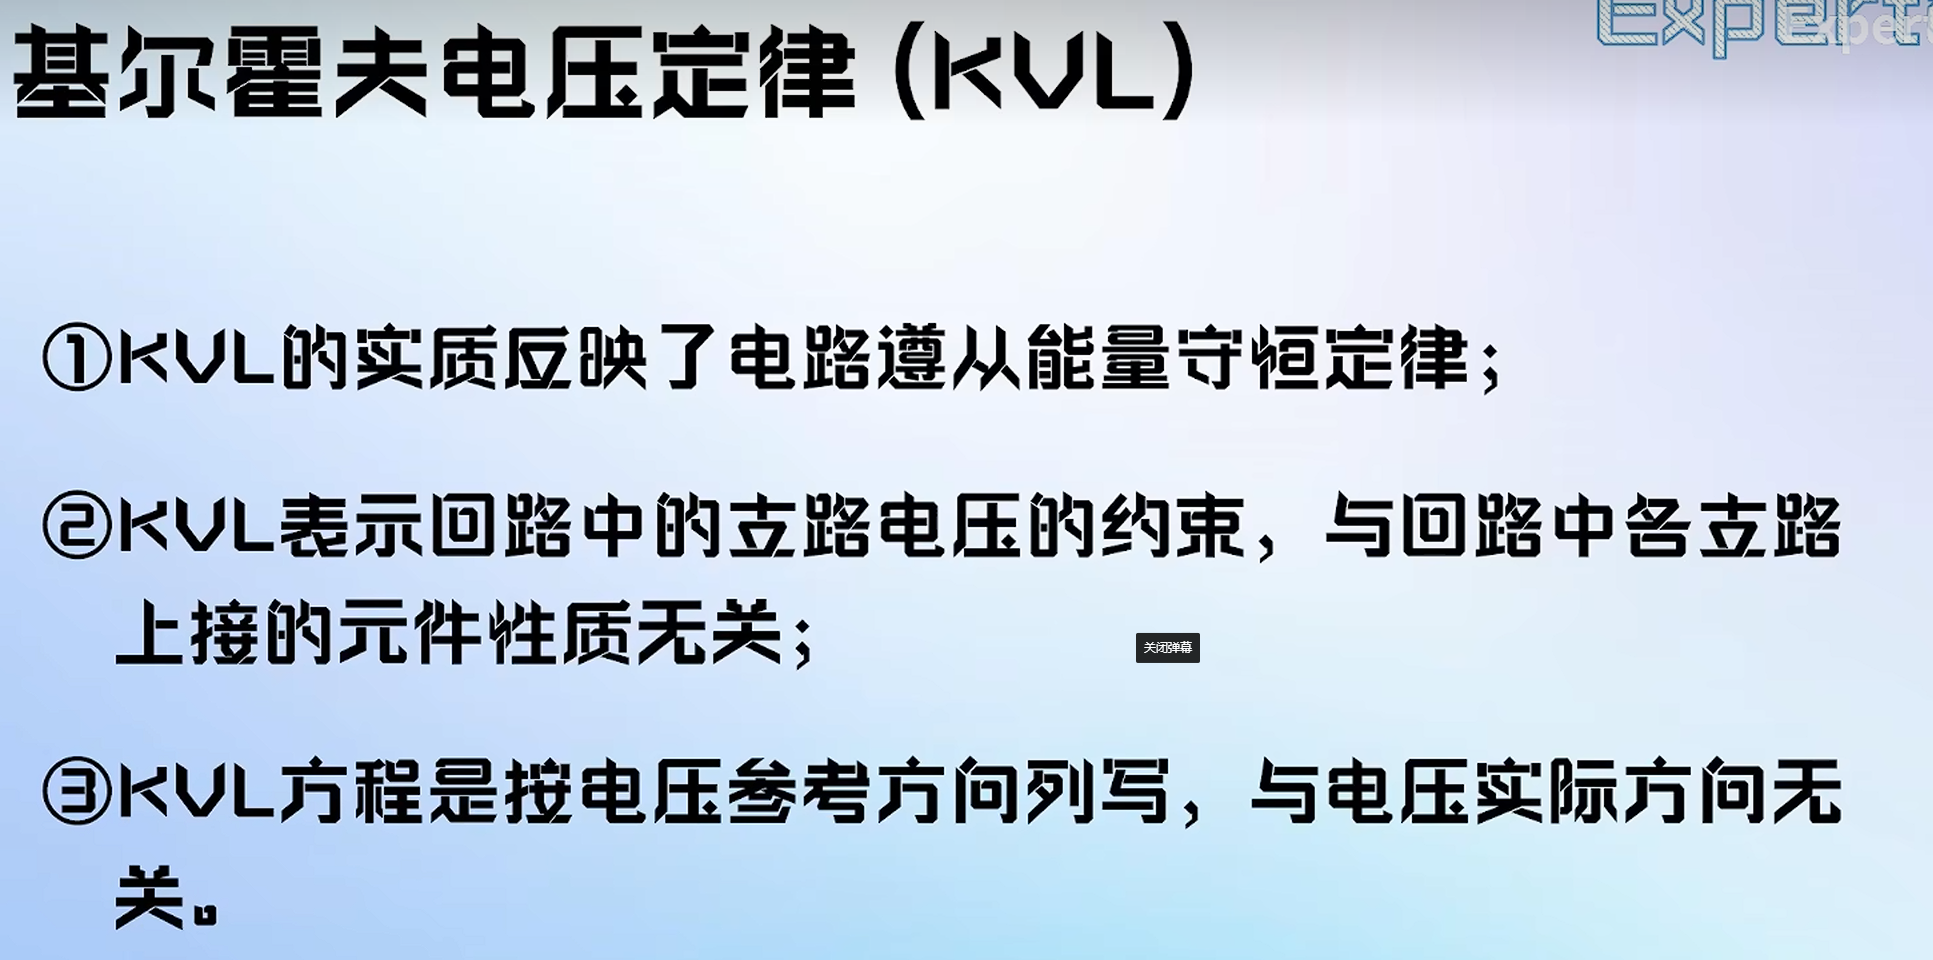 Expert
基尔霍夫电压定律（KVL）
①KVL的实质反映了电路遵从能量守恒定律；
②KVL表示回路中的支路电压的约束，与回路中各支路
上接的元件性质无关；
关闭弹幕
③KVL方程是按电压参考方向列写，与电压实际方向无
关。